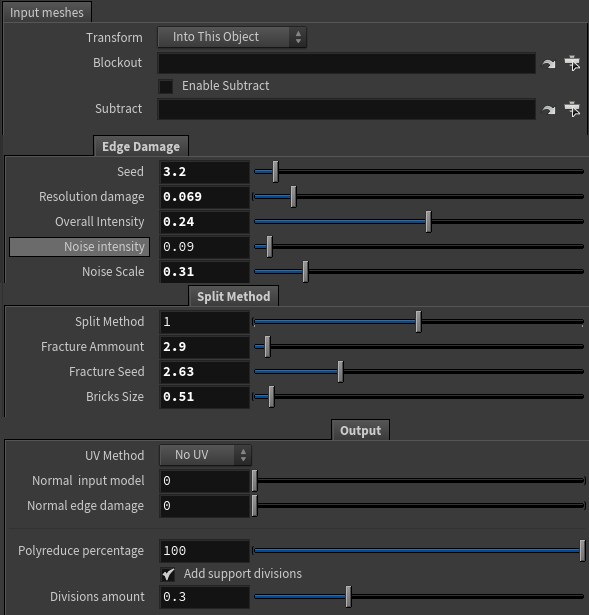 Input meshes
Transform Into This Object
Blockout
Enable Subtract
Subtract
Edge Damage
Seed 3.2
Resolution damage 0.069
Overall Intensity 0.24
Noise intensity 0.09
Noise Scale 0.31
Split Method
Split Method 1
Fracture Ammount 2.9
Fracture Seed 2.63
Bricks Size 0.51
Output
UV Method No UV
Normal input model 0
Normal edge damage 0
Polyreduce percentage 100
Add support divisions
Divisions amount 0.3